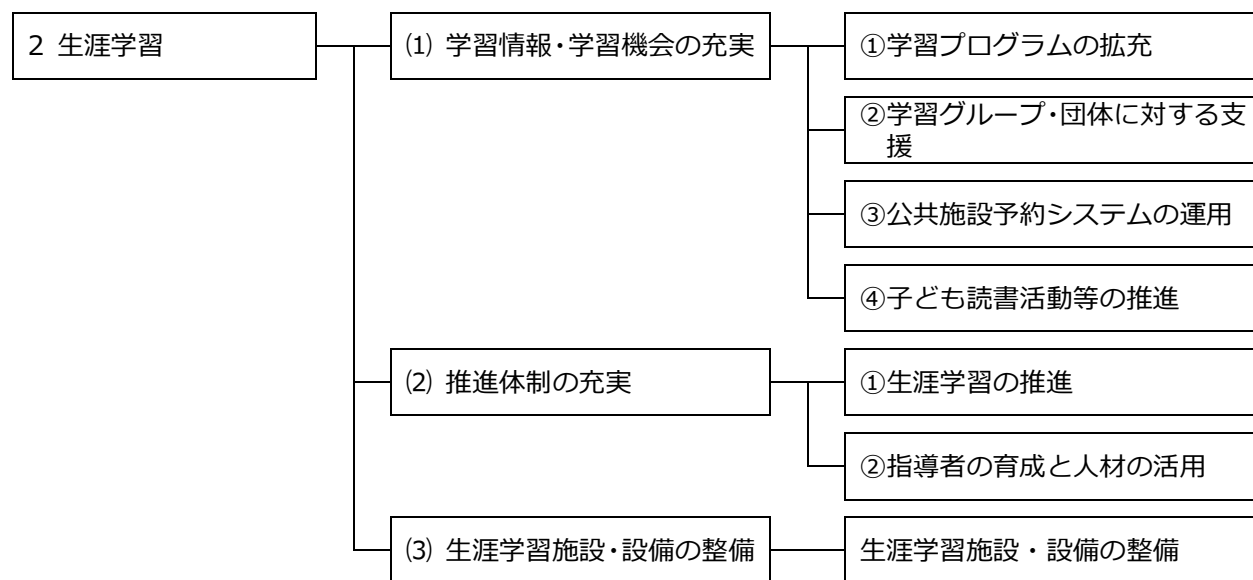 2 生涯学習
⑴ 学習情報・学習機会の充実
①学習プログラムの拡充
②学習グループ・団体に対する支
援
③公共施設予約システムの運用
④子ども読書活動等の推進
⑵ 推進体制の充実
①生涯学習の推進
②指導者の育成と人材の活用
⑶ 生涯学習施設・設備の整備
生涯学習施設・設備の整備